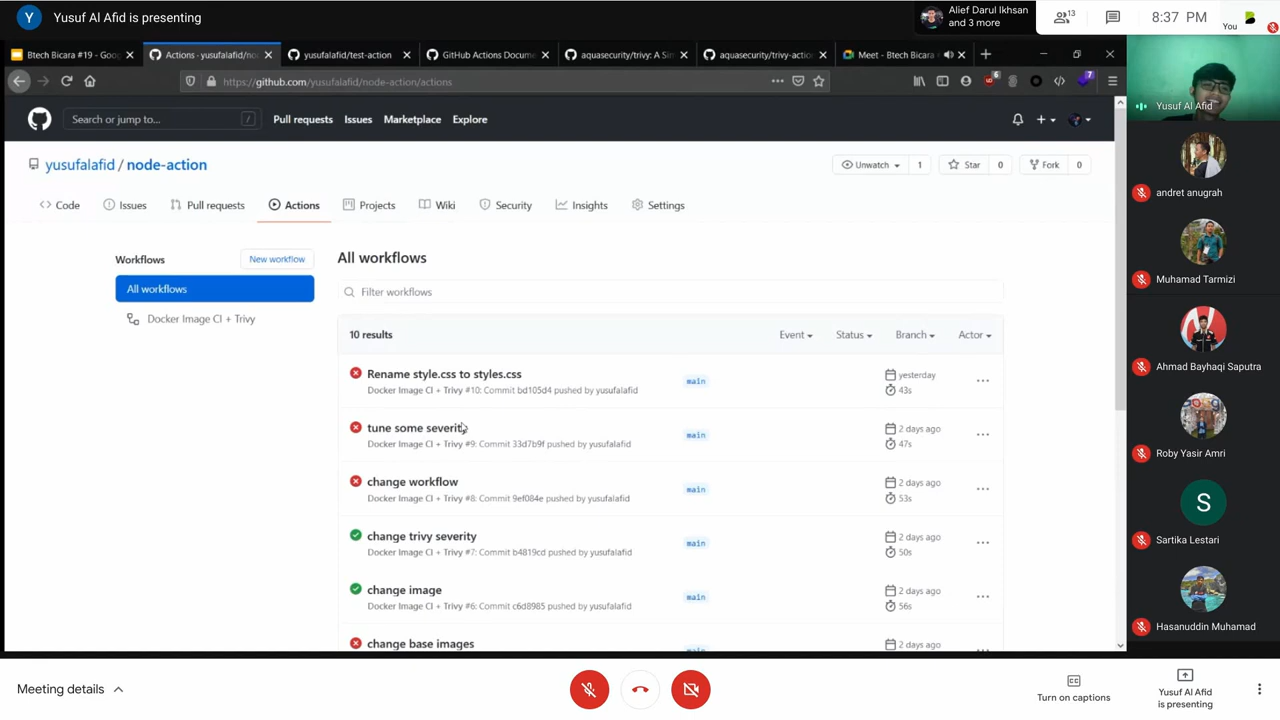 Y
Yusuf Al Afid is presenting
Alief Darul Ikhsan
and 3 more
13
8:37 PM
You
Btech Bicara #19 - Goo
Actions · yusufalafid/no
yusufalafid/test-action
GitHub Actions Docume
aquasecurity/trivy: A Si
aquasecurity/trivy-action
Meet - Btech Bicara
https://github.com/yusufalafid/node-action/actions
6
7
Search or jump to...
/
Pull requests
Issues
Marketplace
Explore
yusufalafid / node-action
Unwatch
1
Star
0
Fork
0
Code
Issues
Pull requests
Actions
Projects
Wiki
Security
Insights
Settings
Workflows
New workflow
All workflows
Docker Image CI + Trivy
All workflows
Filter workflows
10 results
Event
Status
Branch
Actor
Rename style.css to styles.css
Docker Image CI + Trivy #10: Commit bd105d4 pushed by yusufalafid
main
yesterday
43s
tune some severity
Docker Image CI + Trivy #9: Commit 33d7b9f pushed by yusufalafid
main
2 days ago
47s
change workflow
Docker Image CI + Trivy #8: Commit 9ef084e pushed by yusufalafid
main
2 days ago
53s
change trivy severity
Docker Image CI + Trivy #7: Commit b4819cd pushed by yusufalafid
main
2 days ago
50s
change image
Docker Image CI + Trivy #6: Commit c6d8985 pushed by yusufalafid
main
2 days ago
56s
change base images
2 days ago
Yusuf Al Afid
andret anugrah
Muhamad Tarmizi
Ahmad Bayhaqi Saputra
Roby Yasir Amri
S
Sartika Lestari
Hasanuddin Muhamad
Meeting details
Turn on captions
Yusuf Al Afid
is presenting